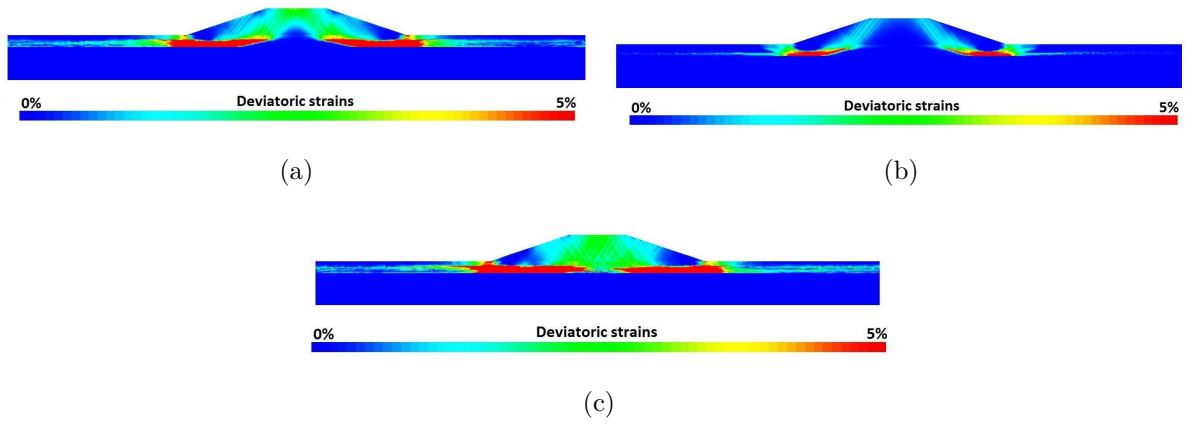 0% Deviatoric strains 5%
0% Deviatoric strains 5%
(a)
(b)
0% Deviatoric strains 5%
(c)